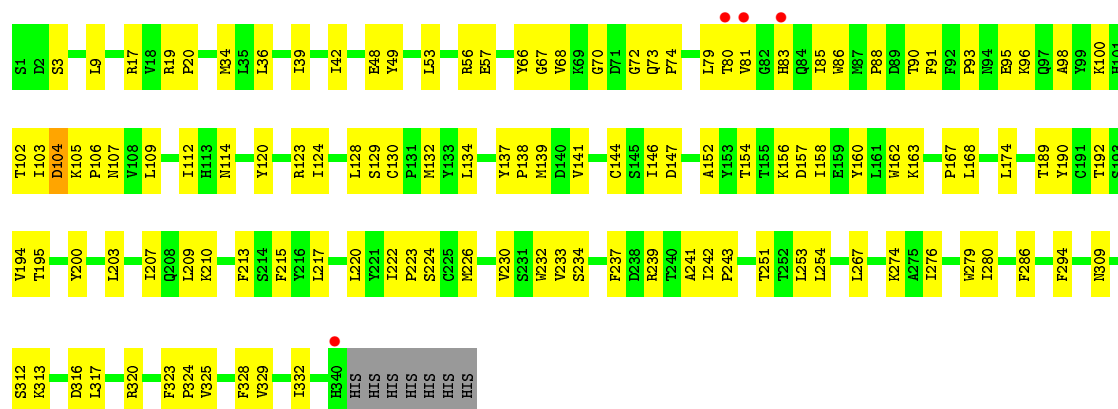 S1 D2 S3 L9 R17 V18 R19 P20 M34 L35 L36 I39 I42 E48 Y49 L53 R56 E57 Y66 G67 V68 K69 G70 D71 G72 Q73 P74 L79 T80 V81 G82 H83 Q84 I85 W86 M87 P88 D89 T90 F91 F92 P93 N94 E95 K96 Q97 A98 Y99 K100 H101
T102 I103 D104 K105 P106 N107 V108 L109 I112 H113 N114 Y120 R123 I124 L128 S129 C130 P131 M132 Y133 L134 Y137 P138 M139 D140 V141 C144 S145 I146 D147 A152 Y153 T154 T155 K156 D157 I158 E159 Y160 L161 W162 K163 P167 L168 L174 T189 Y190 C191 T192 S193
V194 T195 Y200 L203 I207 Q208 L209 K210 F213 S214 F215 Y216 L217 L220 Y221 I222 P223 S224 C225 M226 V230 S231 W232 V233 S234 F237 D238 R239 T240 A241 I242 P243 T251 T252 L253 L254 L267 K274 A275 I276 W279 I280 F286 F294 N309
S312 K313 D316 L317 R320 F323 P324 V325 F328 V329 I332 H340 HIS HIS HIS HIS HIS HIS HIS